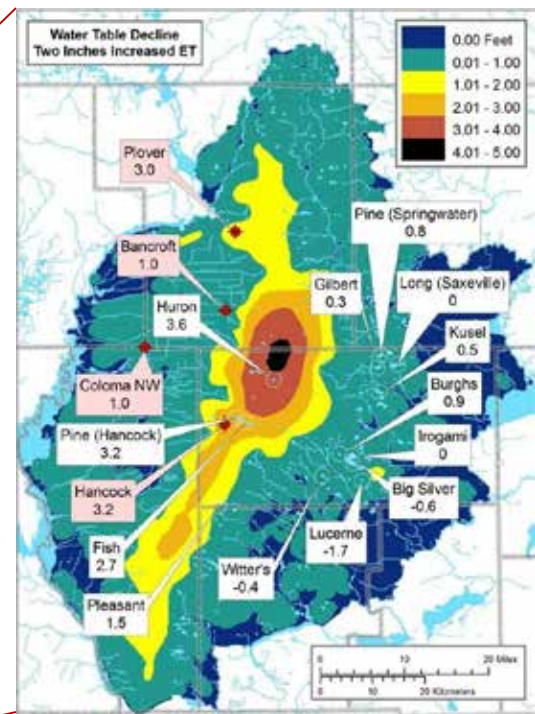 Water Table Decline
Two Inches Increased ET
0.00 Feet
0.01 - 1.00
1.01 - 2.00
2.01 - 3.00
3.01 - 4.00
4.01 - 5.00
Plover
3.0
Pine (Springwater)
0.8
Bancroft
1.0
Gilbert
0.3
Long (Saxeville)
0
Huron
3.6
Kusel
0.5
Coloma NW
1.0
Burghs
0.9
Pine (Hancock)
3.2
Irogami
0
Hancock
3.2
Big Silver
-0.6
Fish
2.7
Lucerne
-1.7
Witter's
-0.4
Pleasant
1.5
0 10 20 Miles
0 10 20 Kilometers